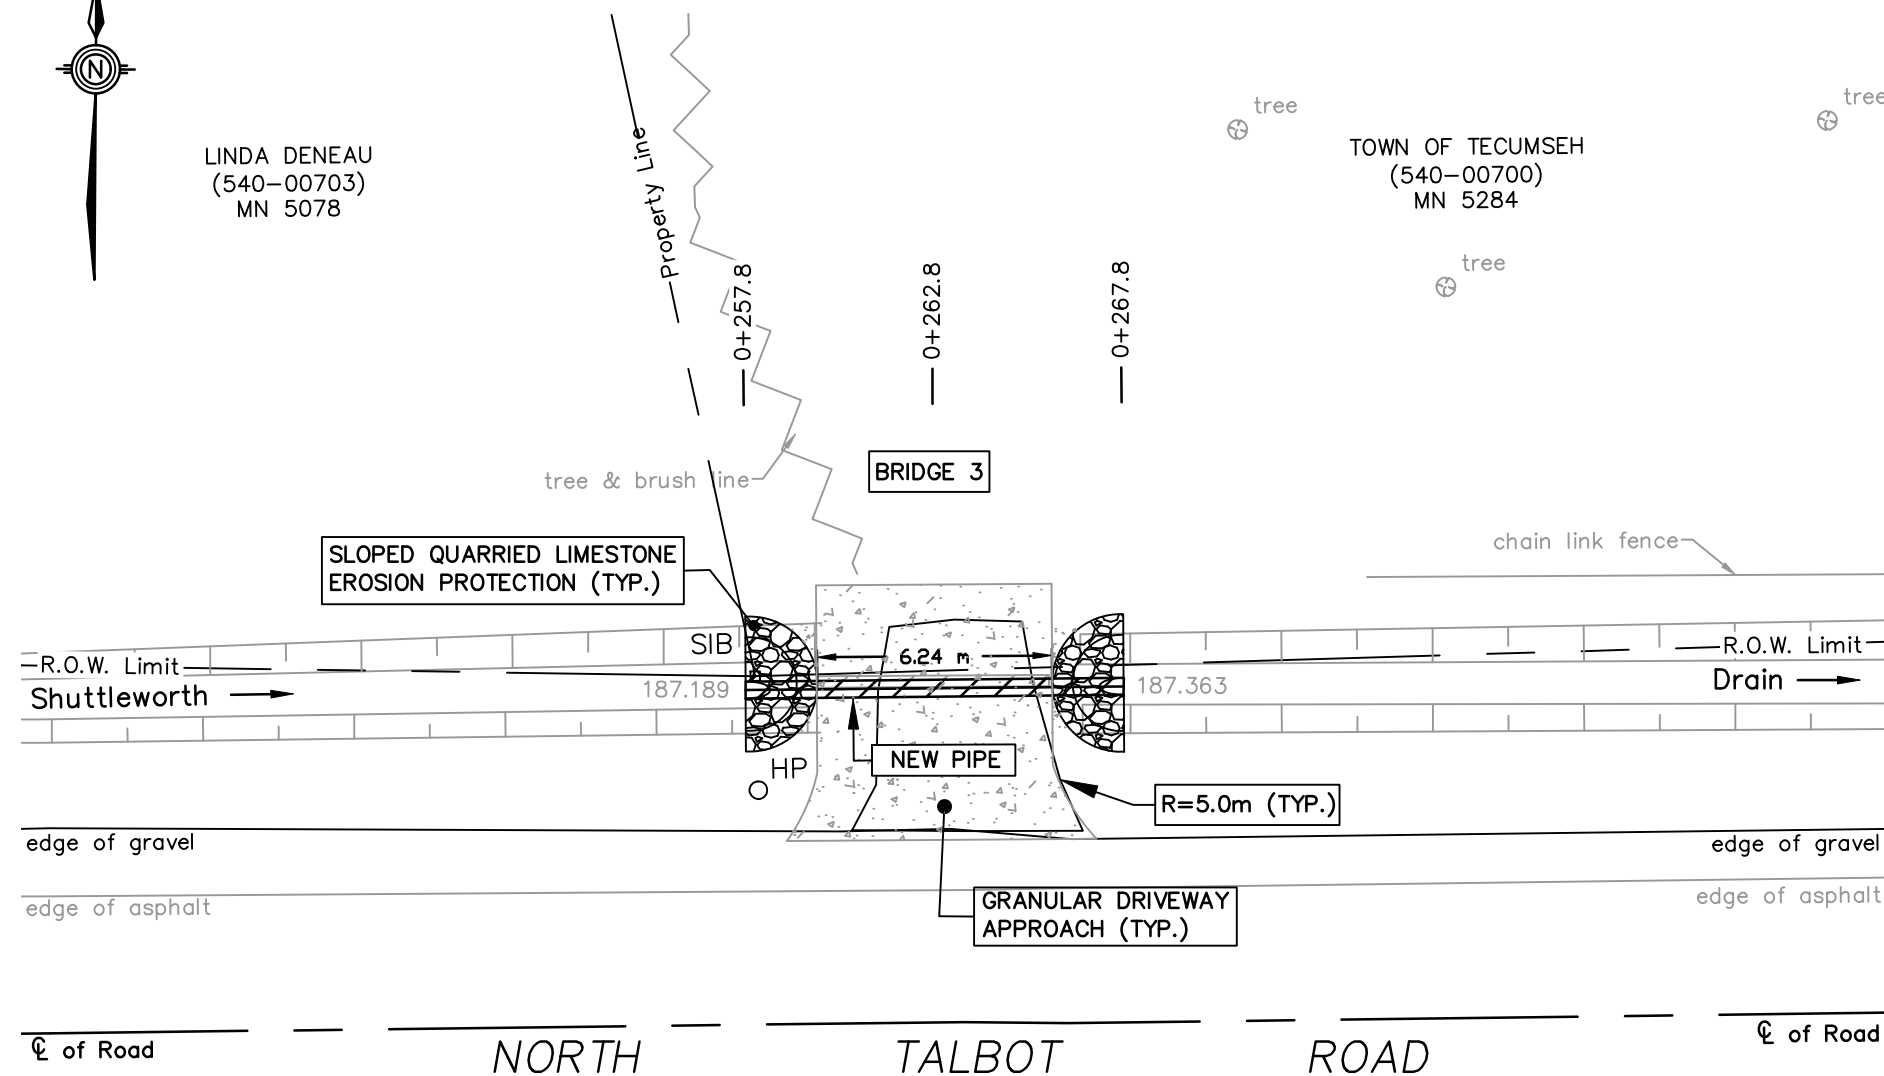 N
tree
tree
LINDA DENEAU
(540-00703)
MN 5078
Property Line
TOWN OF TECUMSEH
(540-00700)
MN 5284
tree
0+257.8
0+262.8
0+267.8
tree & brush line
BRIDGE 3
SLOPED QUARRIED LIMESTONE
EROSION PROTECTION (TYP.)
chain link fence
SIB
6.24 m
R.O.W. Limit
R.O.W. Limit
Shuttleworth
187.189
187.363
Drain
NEW PIPE
HP
R=5.0m (TYP.)
edge of gravel
edge of gravel
GRANULAR DRIVEWAY
APPROACH (TYP.)
edge of asphalt
edge of asphalt
℄ of Road
℄ of Road
NORTH TALBOT ROAD